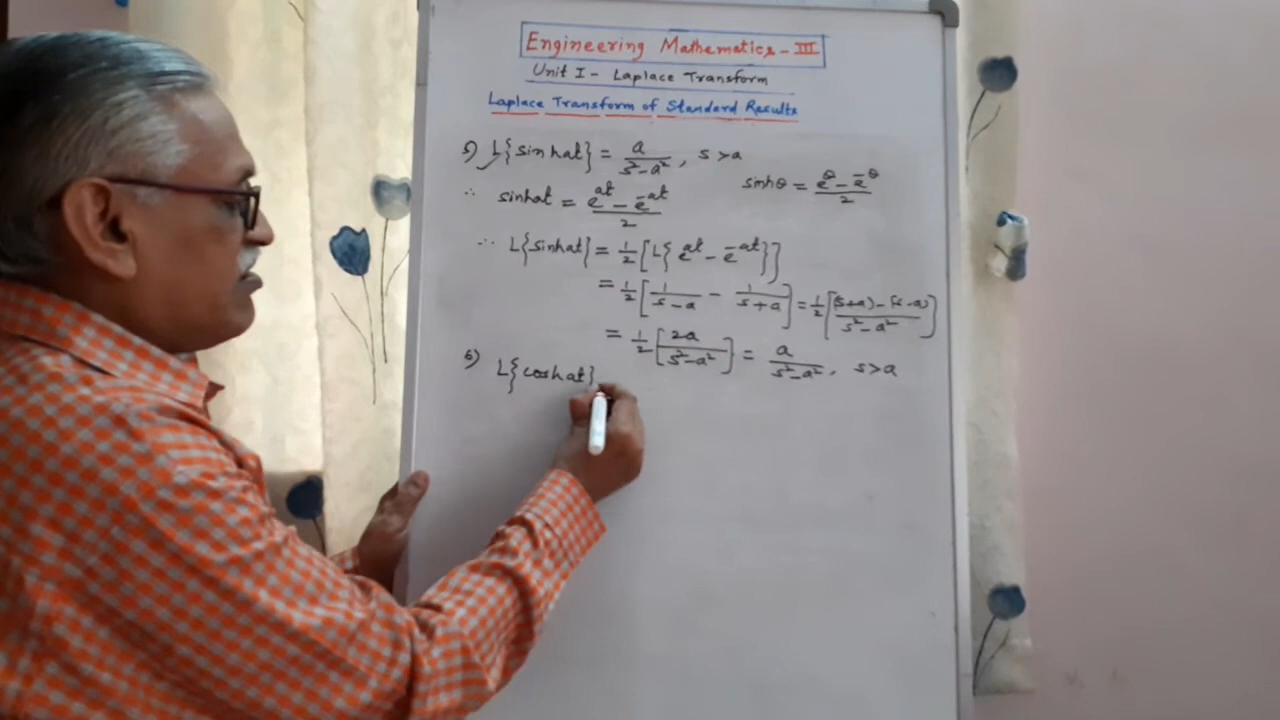 Engineering Mathematics - III
Unit I - Laplace Transform
Laplace Transform of Standard Results
5) L{sinhat} = a/(s²-a²), s>a
sinhθ = (e^θ - e^-θ)/2
∴ sinhat = (e^at - e^-at)/2
∴ L{sinhat} = 1/2 [L{e^at - e^-at}]
= 1/2 [1/(s-a) - 1/(s+a)] = 1/2 [((s+a) - (s-a))/(s²-a²)]
= 1/2 [2a/(s²-a²)] = a/(s²-a²), s>a
6) L{coshat}